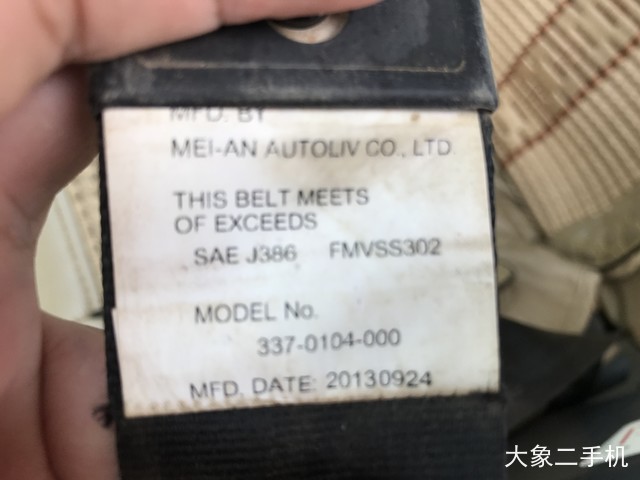 MFD. BY
MEI-AN AUTOLIV CO., LTD
THIS BELT MEETS
OF EXCEEDS
SAE J386 FMVSS302
MODEL No.
337-0104-000
MFD. DATE: 20130924
大象二手机